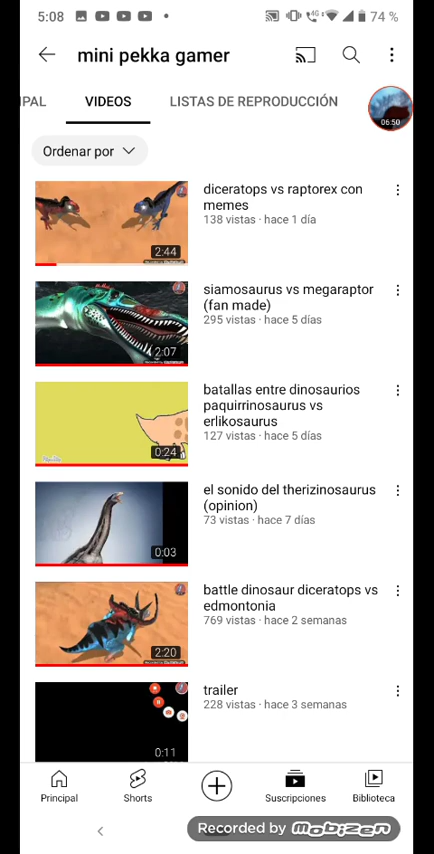 5:08
4G
74 %
mini pekka gamer
IPAL
VIDEOS
LISTAS DE REPRODUCCIÓN
06:50
Ordenar por
diceratops vs raptorex con
memes
138 vistas · hace 1 día
2:44
siamosaurus vs megaraptor
(fan made)
295 vistas · hace 5 días
2:07
batallas entre dinosaurios
paquirrinosaurus vs
erlikosaurus
127 vistas · hace 5 días
0:24
el sonido del therizinosaurus
(opinion)
73 vistas · hace 7 días
0:03
battle dinosaur diceratops vs
edmontonia
769 vistas · hace 2 semanas
2:20
trailer
228 vistas · hace 3 semanas
0:11
Principal
Shorts
Suscripciones
Biblioteca
Recorded by mobizen